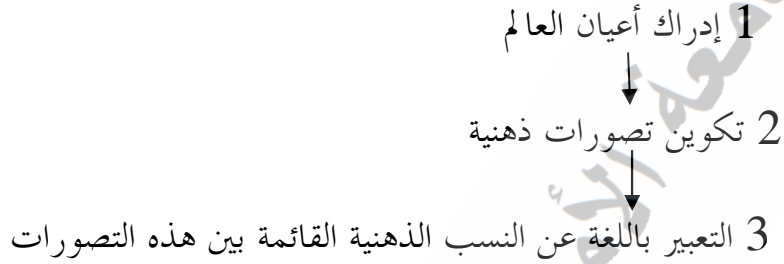 1 إدراك أعيان العالم
2 تكوين تصورات ذهنية
3 التعبير باللغة عن النسب الذهنية القائمة بين هذه التصورات